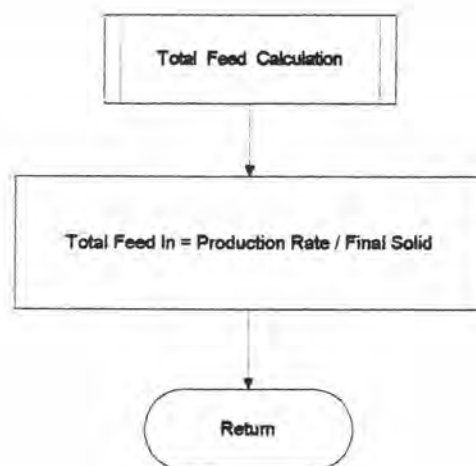 Total Feed Calculation
Total Feed In = Production Rate / Final Solid
Return